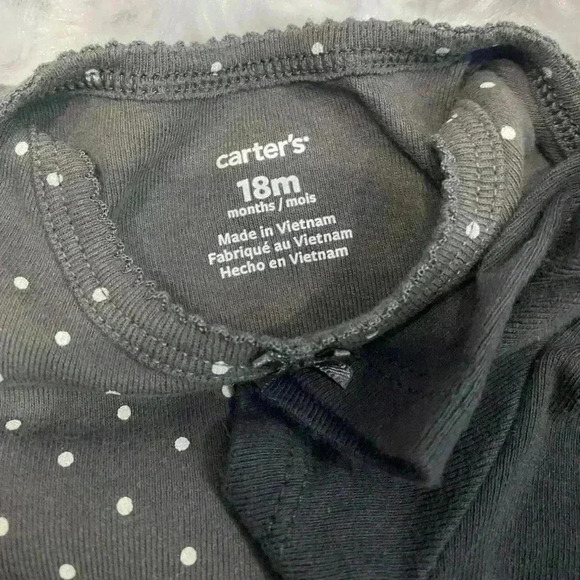 carter's
18m
months / mois
Made in Vietnam
Fabriqué au Vietnam
Hecho en Vietnam